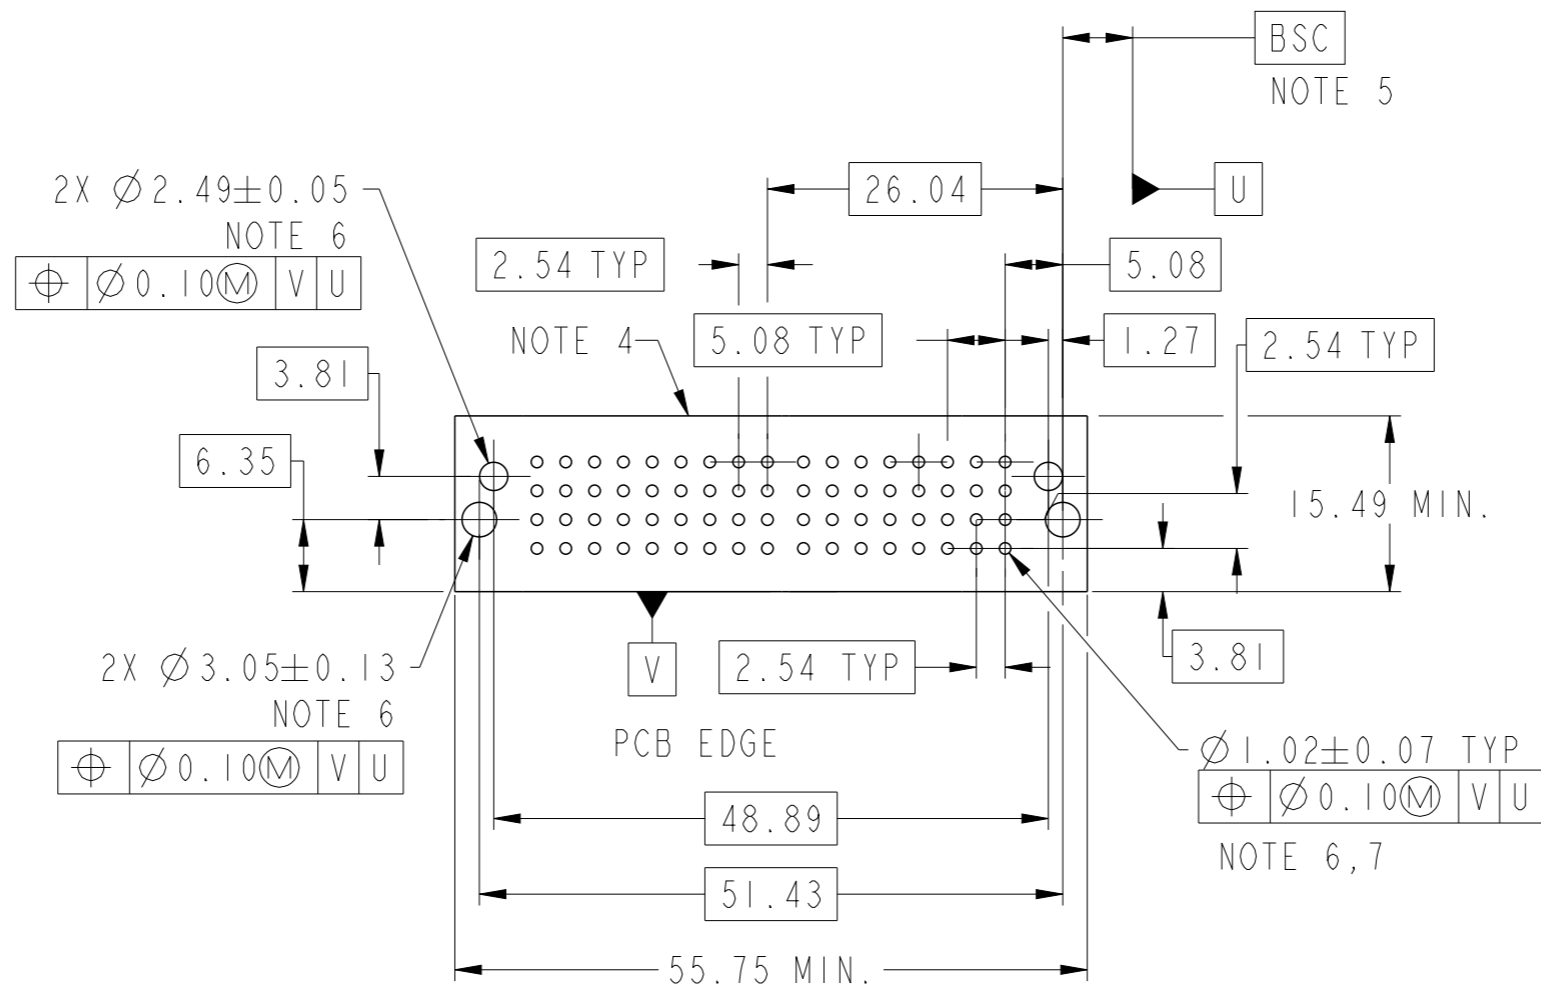 BSC
NOTE 5
2X ∅2.49±0.05
NOTE 6
⌖ ∅0.10Ⓜ V U
26.04
U
2.54 TYP
5.08
NOTE 4
5.08 TYP
1.27
2.54 TYP
3.81
6.35
15.49 MIN.
2X ∅3.05±0.13
NOTE 6
⌖ ∅0.10Ⓜ V U
V
PCB EDGE
2.54 TYP
3.81
∅1.02±0.07 TYP
⌖ ∅0.10Ⓜ V U
NOTE 6,7
48.89
51.43
55.75 MIN.